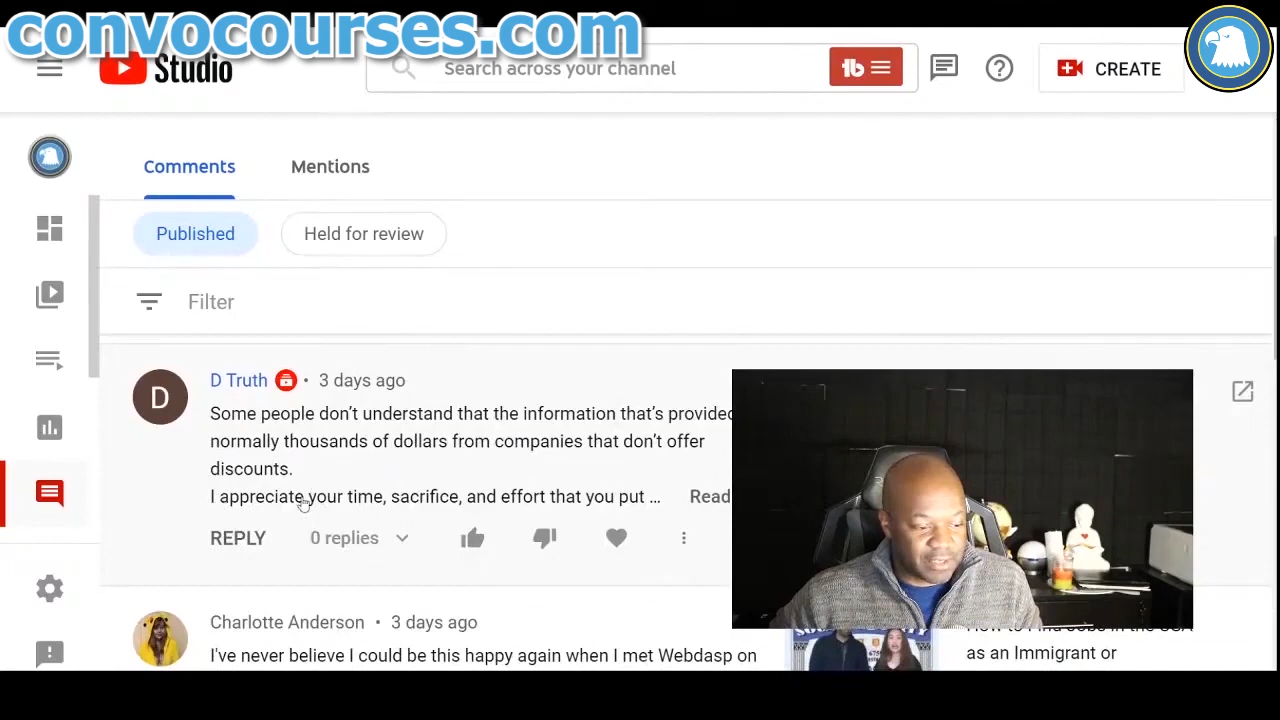 convocourses.com
Studio
Search across your channel
CREATE
Comments
Mentions
Published
Held for review
Filter
D
D Truth • 3 days ago
Some people don't understand that the information that's provided
normally thousands of dollars from companies that don't offer
discounts.
I appreciate your time, sacrifice, and effort that you put ... Read
REPLY
0 replies
Charlotte Anderson • 3 days ago
I've never believe I could be this happy again when I met Webdasp on
as an Immigrant or